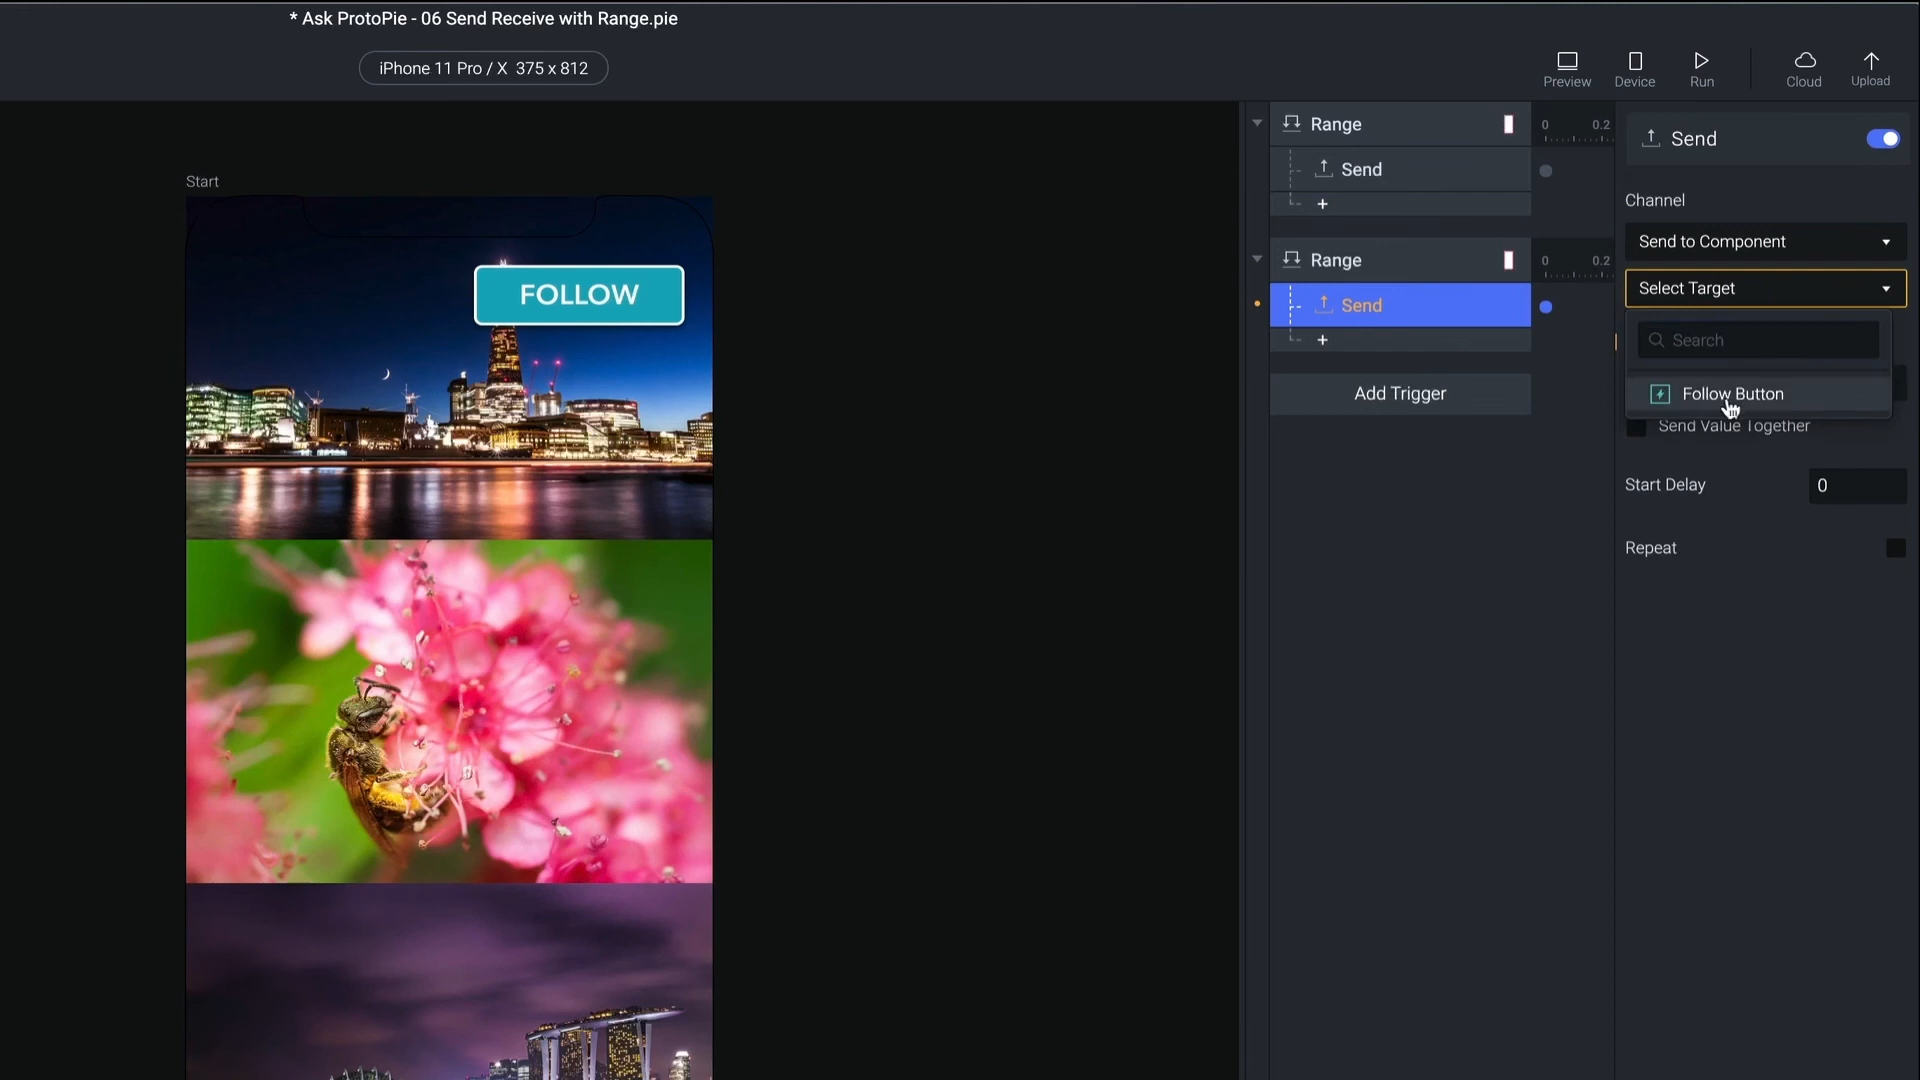 * Ask ProtoPie - 06 Send Receive with Range.pie
iPhone 11 Pro / X 375 x 812
Preview
Device
Run
Cloud
Upload
Start
FOLLOW
Range
0
0.2
Send
+
Range
0
0.2
Send
+
Add Trigger
Send
Channel
Send to Component
Select Target
Search
Follow Button
Send Value Together
Start Delay
0
Repeat